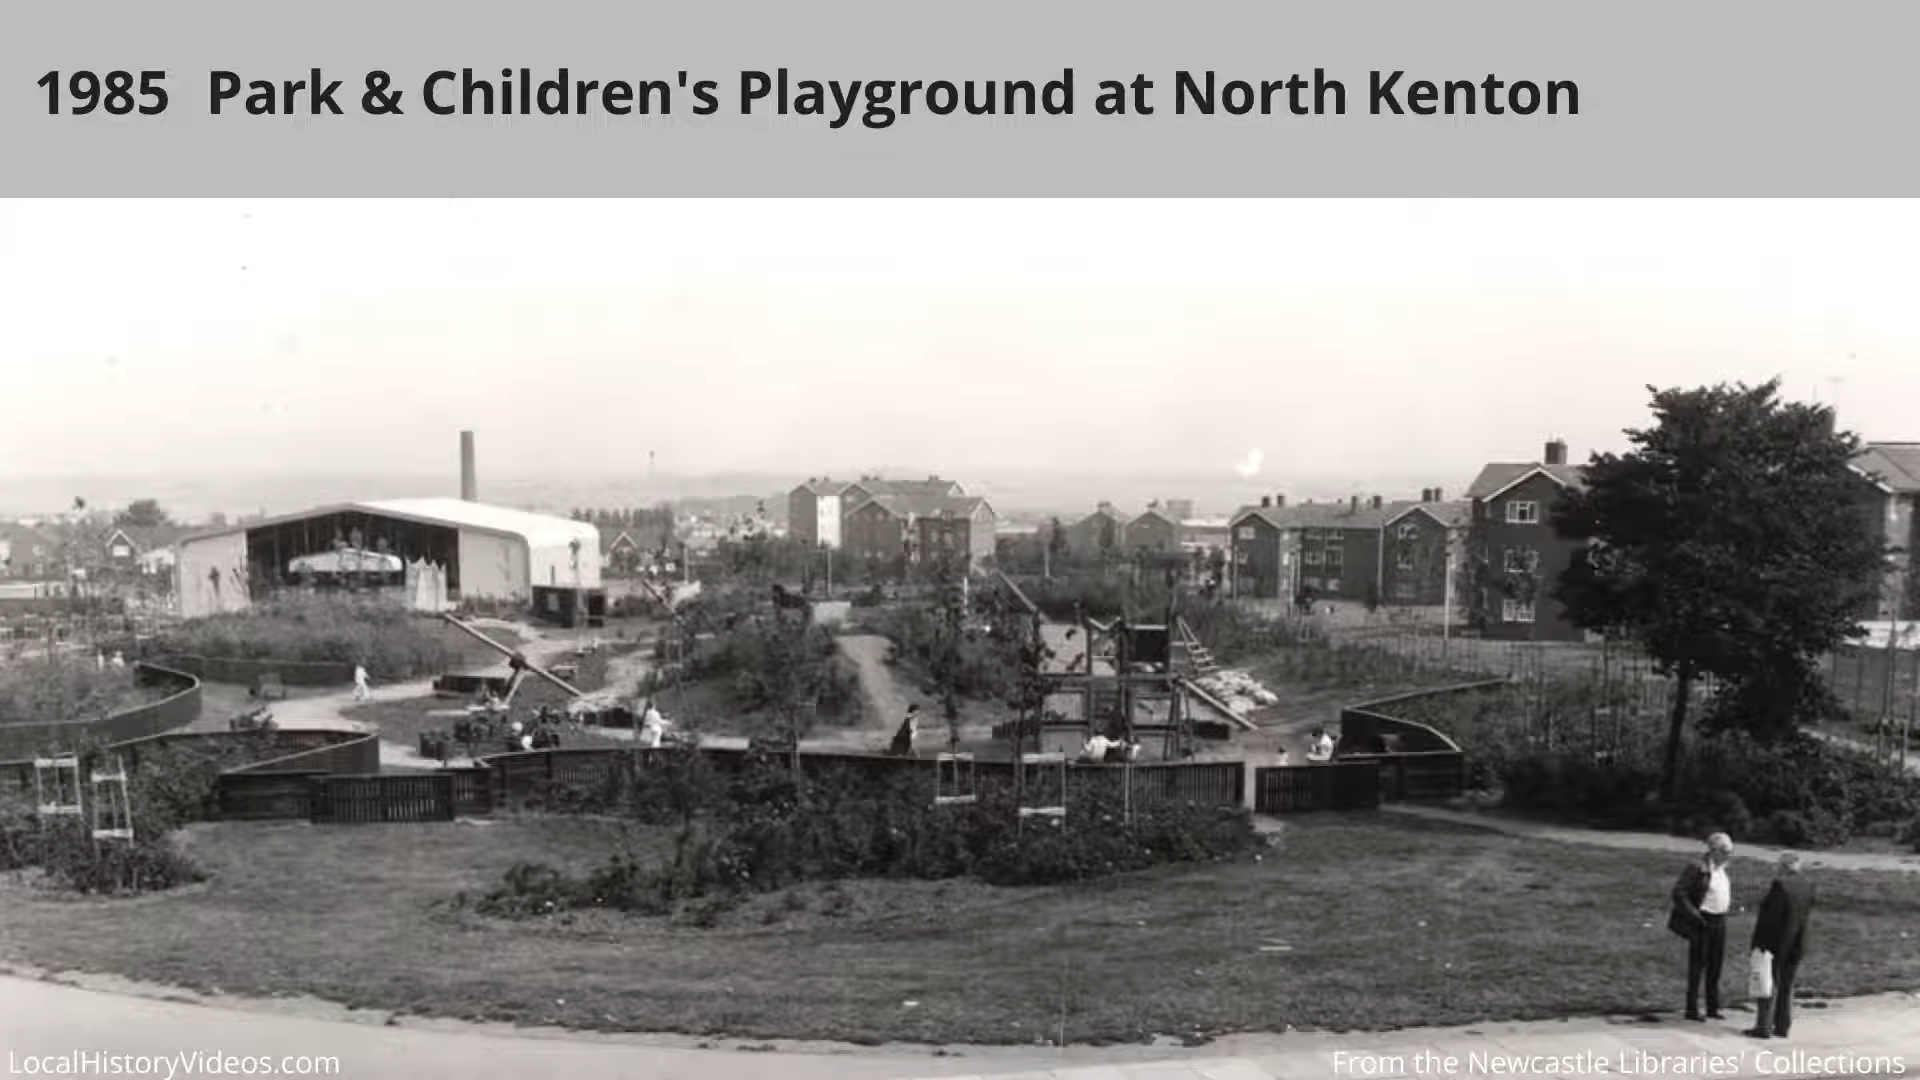 1985 Park & Children's Playground at North Kenton
LocalHistoryVideos.com
From the Newcastle Libraries' Collections